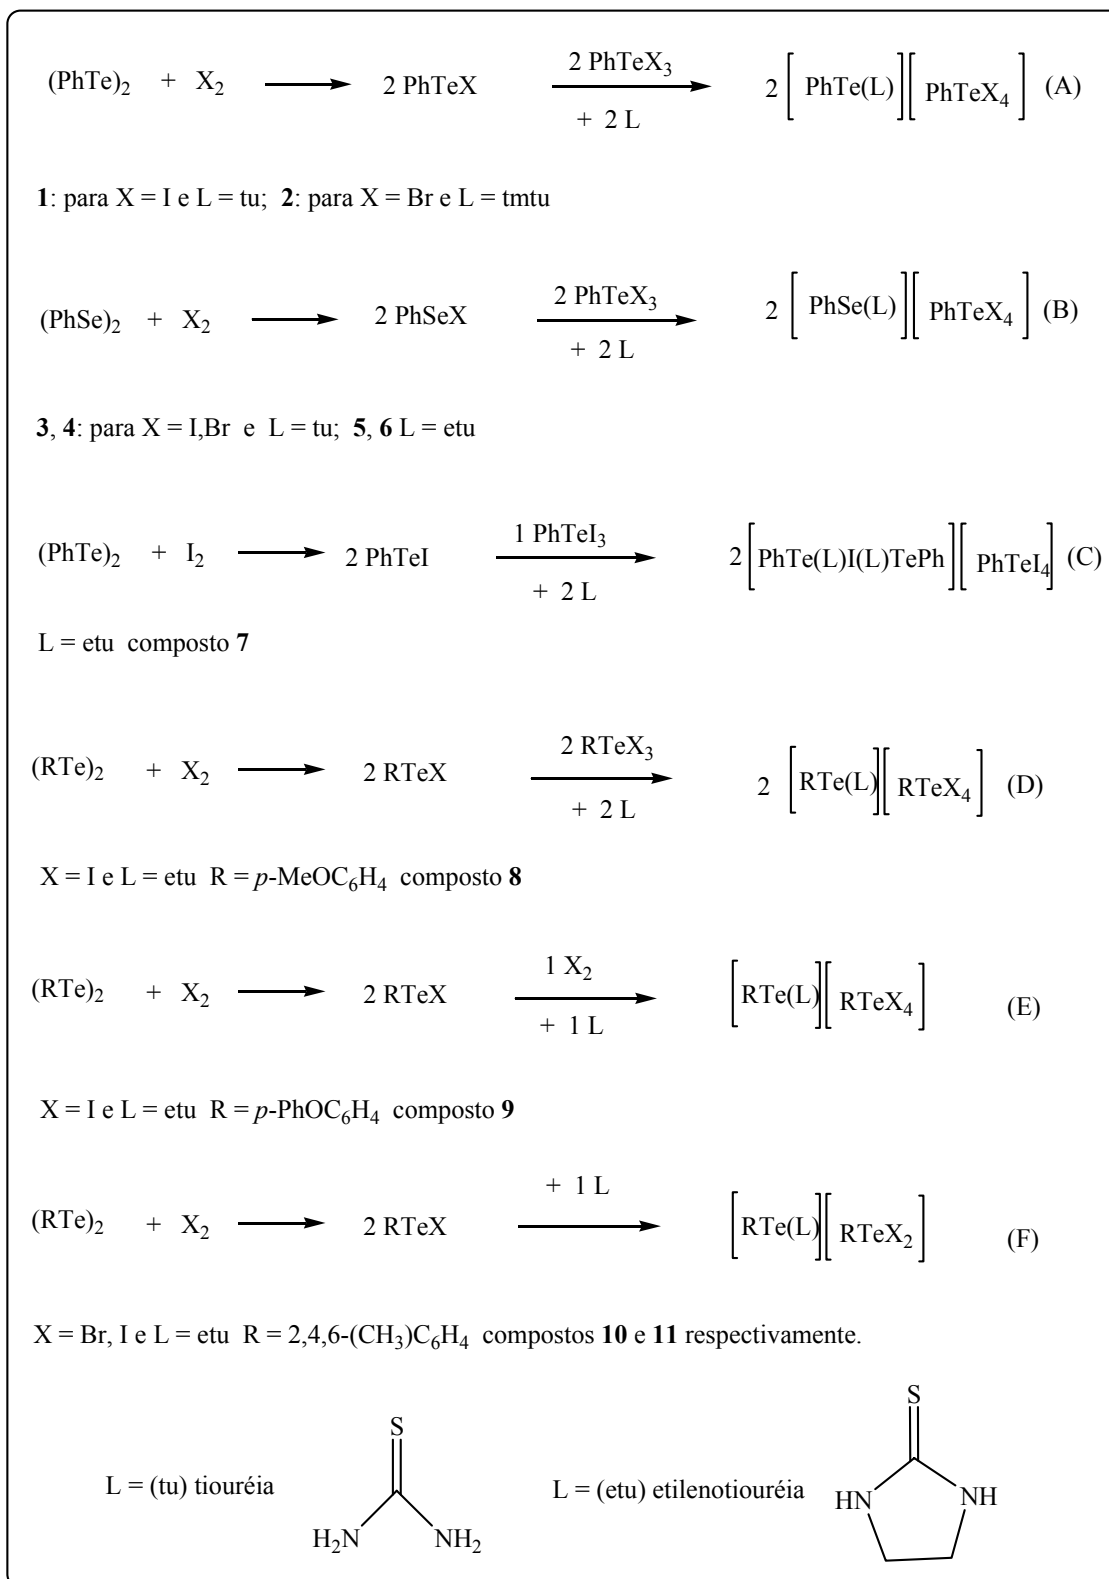 (PhTe)₂ + X₂ 2 PhTeX 2 PhTeX₃ + 2 L 2 [ PhTe(L) ][ PhTeX₄ ] (A)
1: para X = I e L = tu; 2: para X = Br e L = tmtu
(PhSe)₂ + X₂ 2 PhSeX 2 PhTeX₃ + 2 L 2 [ PhSe(L) ][ PhTeX₄ ] (B)
3, 4: para X = I,Br e L = tu; 5, 6 L = etu
(PhTe)₂ + I₂ 2 PhTeI 1 PhTeI₃ + 2 L 2 [ PhTe(L)I(L)TePh ][ PhTeI₄ ] (C)
L = etu composto 7
(RTe)₂ + X₂ 2 RTeX 2 RTeX₃ + 2 L 2 [ RTe(L) ][ RTeX₄ ] (D)
X = I e L = etu R = p-MeOC₆H₄ composto 8
(RTe)₂ + X₂ 2 RTeX 1 X₂ + 1 L [ RTe(L) ][ RTeX₄ ] (E)
X = I e L = etu R = p-PhOC₆H₄ composto 9
(RTe)₂ + X₂ 2 RTeX + 1 L [ RTe(L) ][ RTeX₂ ] (F)
X = Br, I e L = etu R = 2,4,6-(CH₃)C₆H₄ compostos 10 e 11 respectivamente.
L = (tu) tiouréia S H₂N NH₂ L = (etu) etilenotiouréia S HN NH